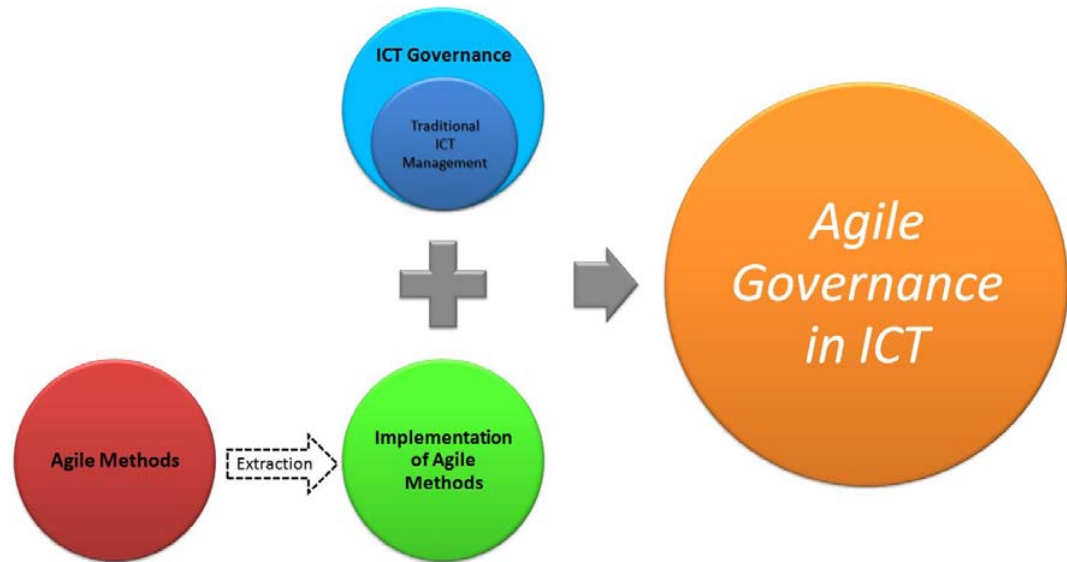 ICT Governance
Traditional
ICT
Management
Agile
Governance
in ICT
Agile Methods
Extraction
Implementation
of Agile
Methods